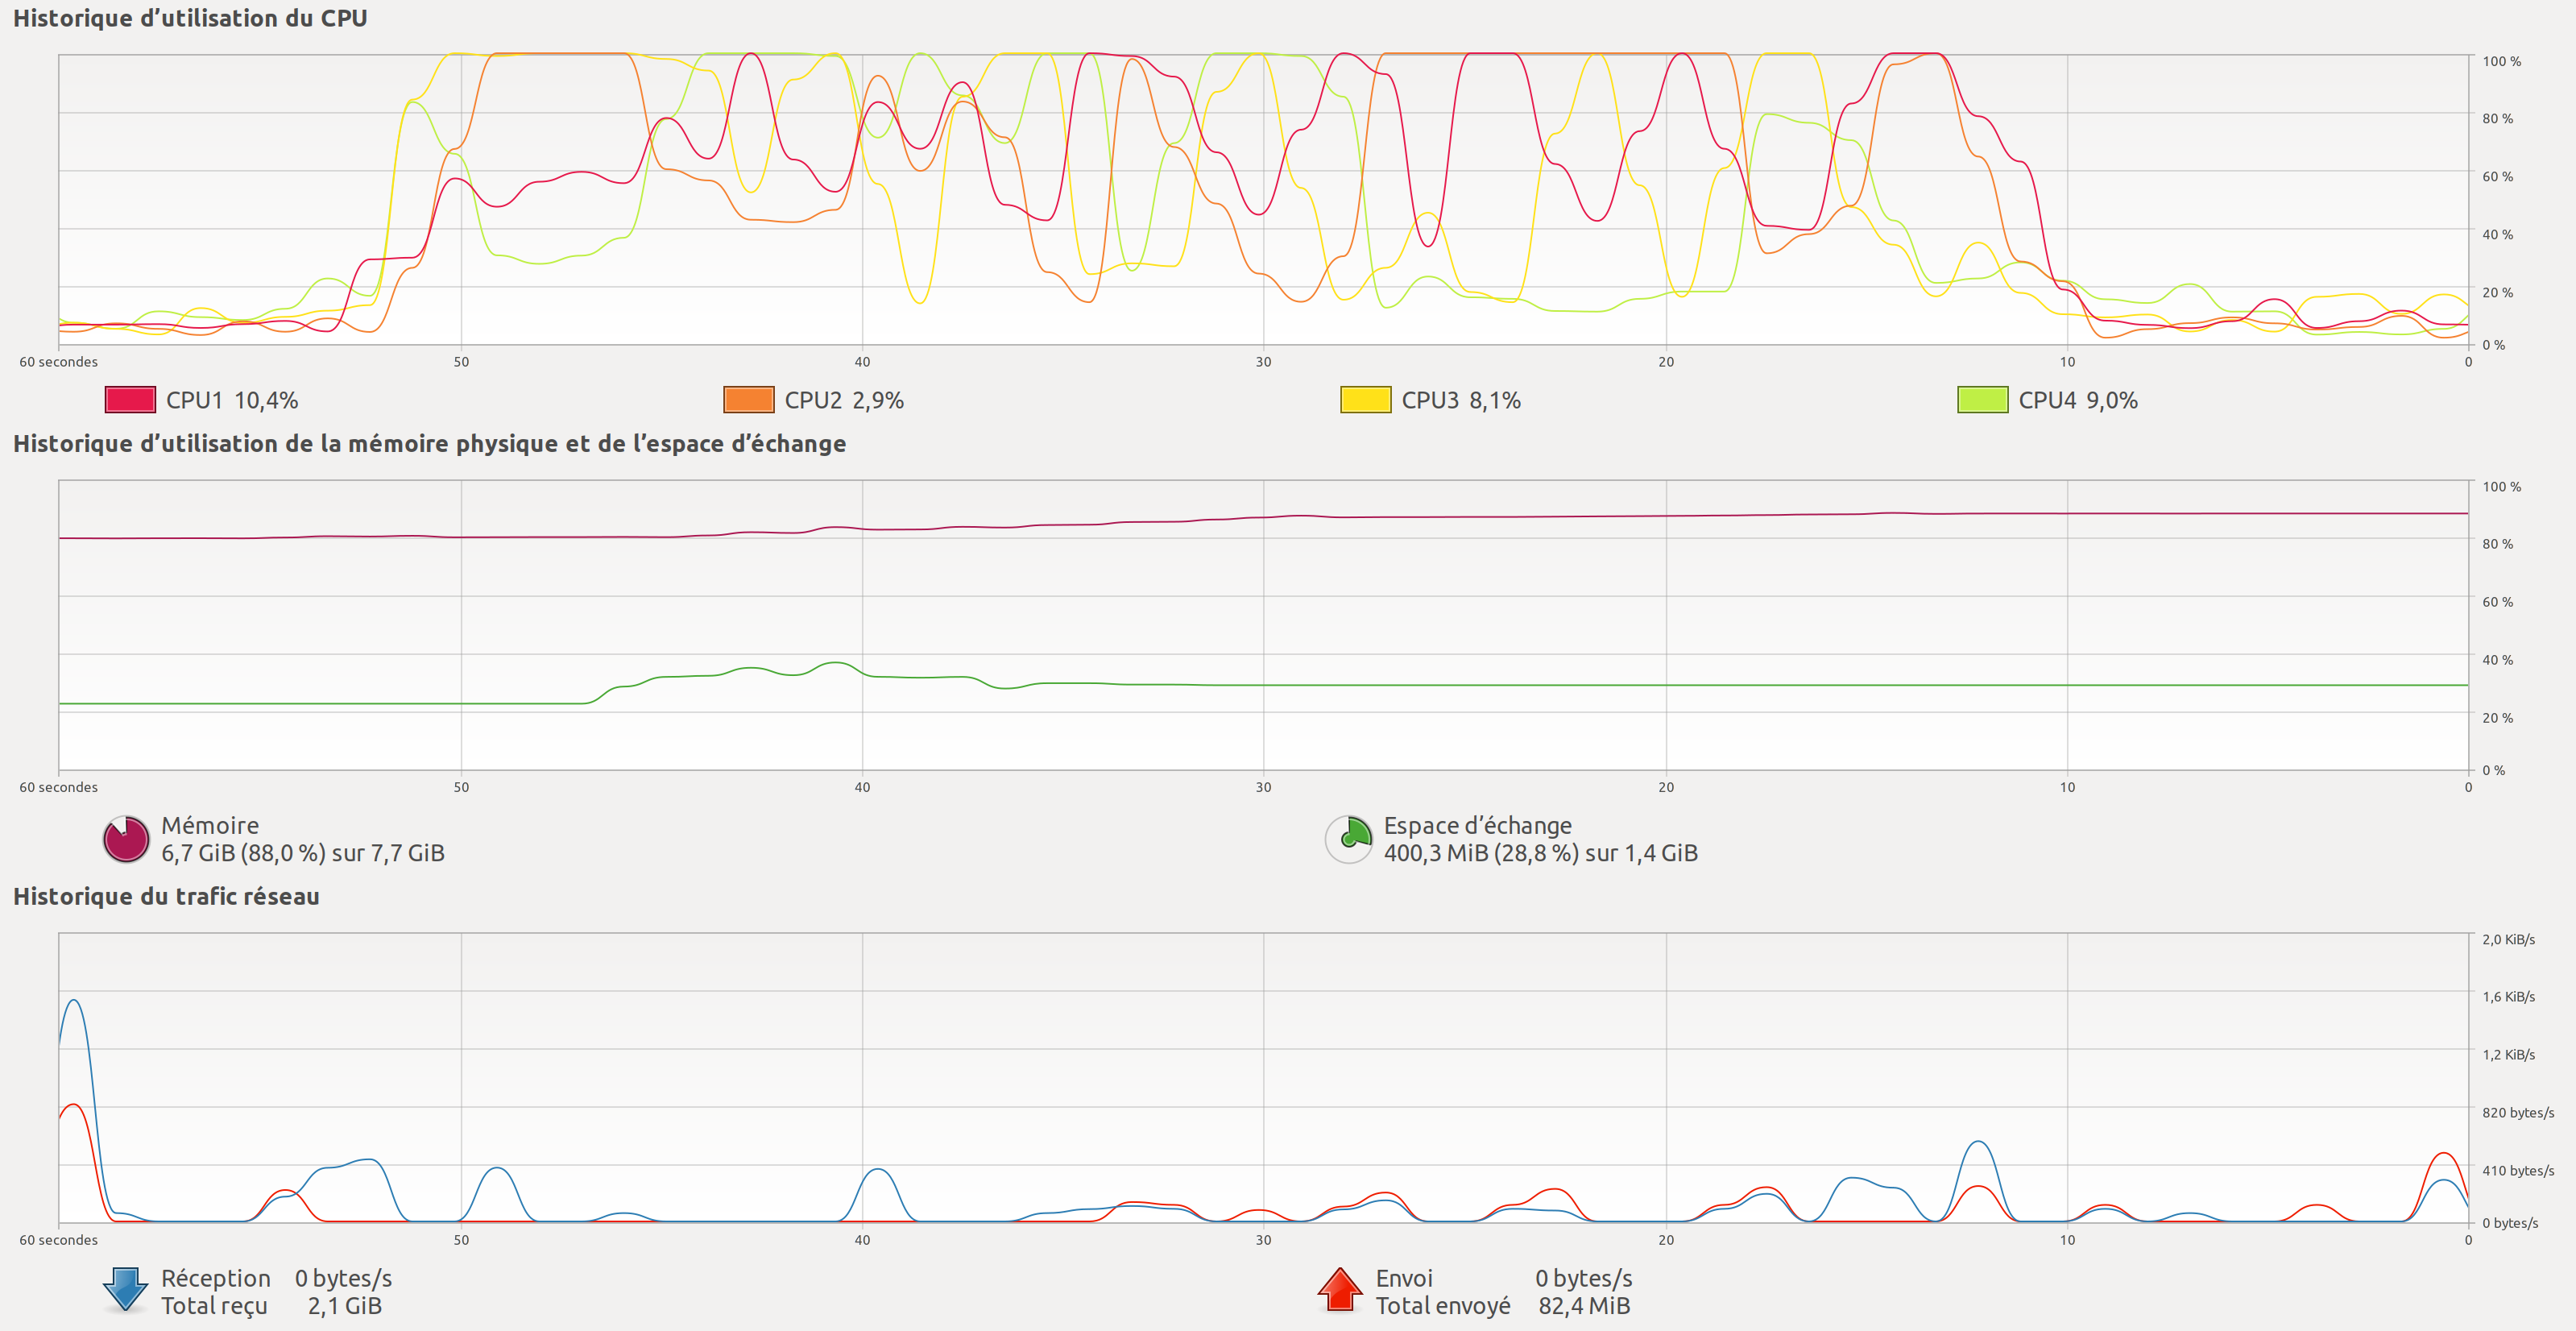 Historique d’utilisation du CPU
100 %
80 %
60 %
40 %
20 %
0 %
60 secondes 50 40 30 20 10 0
CPU1 10,4% CPU2 2,9% CPU3 8,1% CPU4 9,0%
Historique d’utilisation de la mémoire physique et de l’espace d’échange
100 %
80 %
60 %
40 %
20 %
0 %
60 secondes 50 40 30 20 10 0
Mémoire
6,7 GiB (88,0 %) sur 7,7 GiB
Espace d’échange
400,3 MiB (28,8 %) sur 1,4 GiB
Historique du trafic réseau
2,0 KiB/s
1,6 KiB/s
1,2 KiB/s
820 bytes/s
410 bytes/s
0 bytes/s
60 secondes 50 40 30 20 10 0
Réception 0 bytes/s
Total reçu 2,1 GiB
Envoi 0 bytes/s
Total envoyé 82,4 MiB